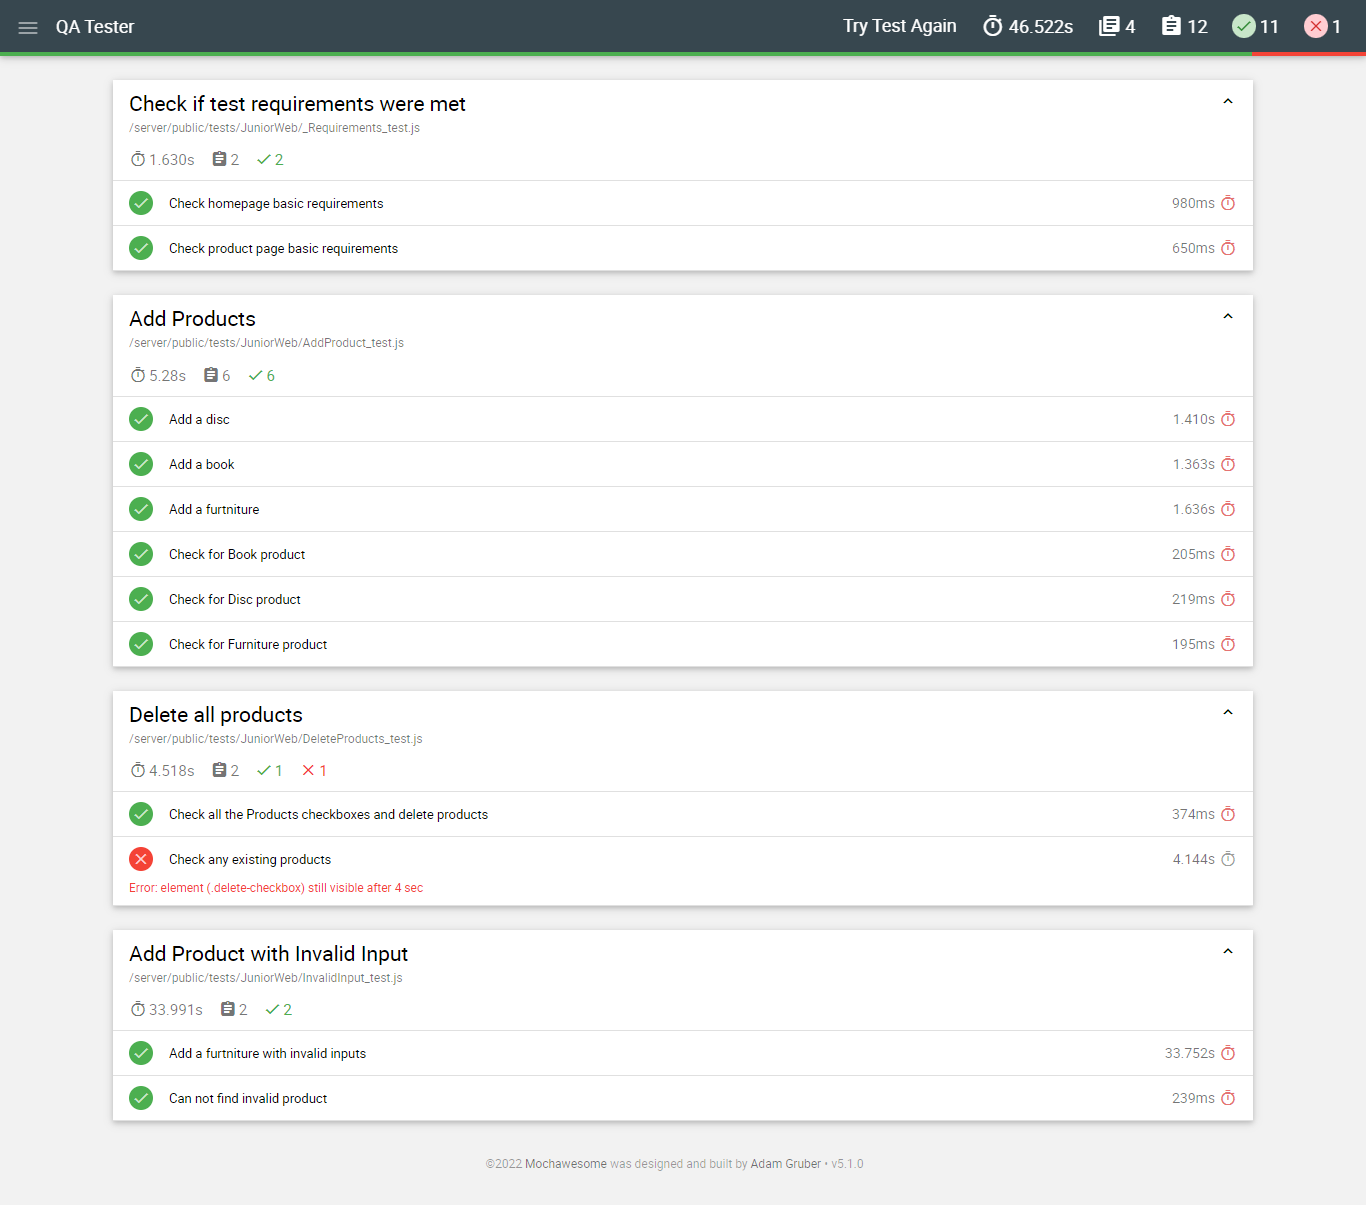 QA Tester
Try Test Again 46.522s 4 12 11 1
Check if test requirements were met
/server/public/tests/JuniorWeb/_Requirements_test.js
1.630s 2 2
Check homepage basic requirements 980ms
Check product page basic requirements 650ms
Add Products
/server/public/tests/JuniorWeb/AddProduct_test.js
5.28s 6 6
Add a disc 1.410s
Add a book 1.363s
Add a furtniture 1.636s
Check for Book product 205ms
Check for Disc product 219ms
Check for Furniture product 195ms
Delete all products
/server/public/tests/JuniorWeb/DeleteProducts_test.js
4.518s 2 1 1
Check all the Products checkboxes and delete products 374ms
Check any existing products 4.144s
Error: element (.delete-checkbox) still visible after 4 sec
Add Product with Invalid Input
/server/public/tests/JuniorWeb/InvalidInput_test.js
33.991s 2 2
Add a furtniture with invalid inputs 33.752s
Can not find invalid product 239ms
©2022 Mochawesome was designed and built by Adam Gruber • v5.1.0